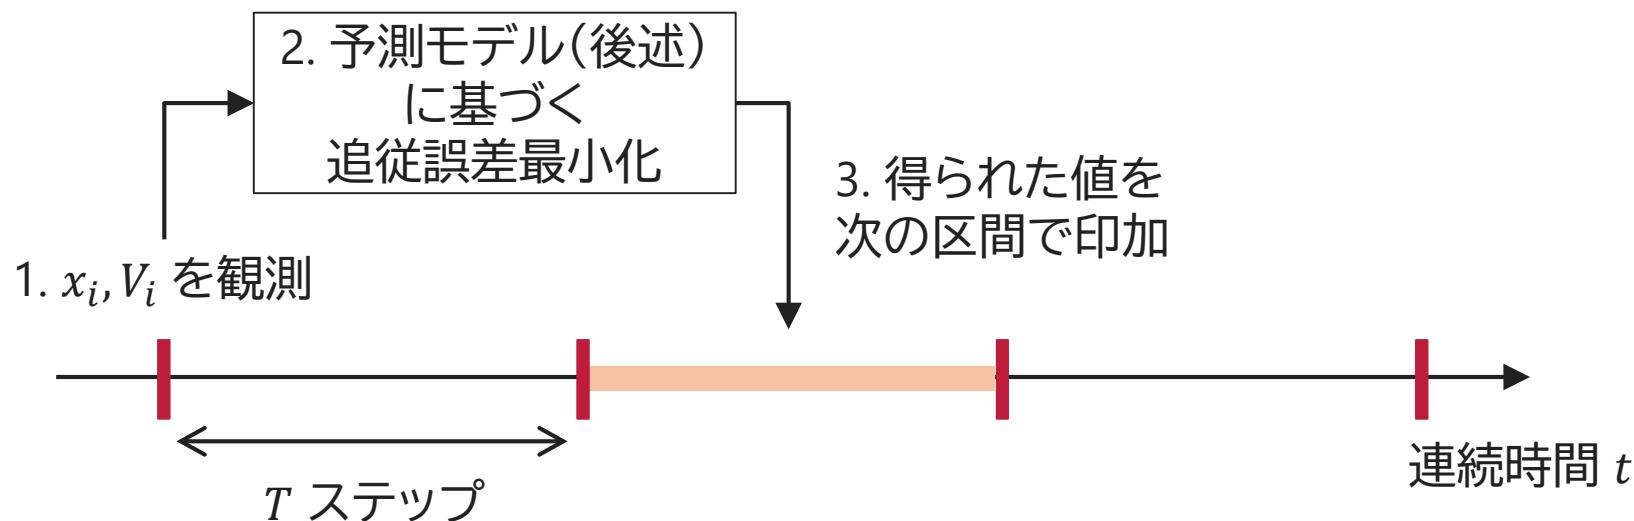 2. 予測モデル（後述）
に基づく
追従誤差最小化
3. 得られた値を
次の区間で印加
1. xᵢ, Vᵢ を観測
T ステップ
連続時間 t